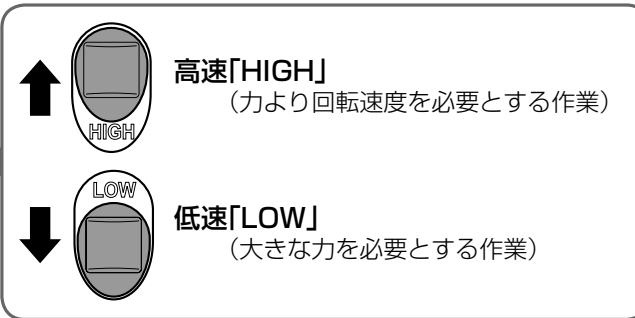 高速「HIGH」
（力より回転速度を必要とする作業）
HIGH
LOW
低速「LOW」
（大きな力を必要とする作業）